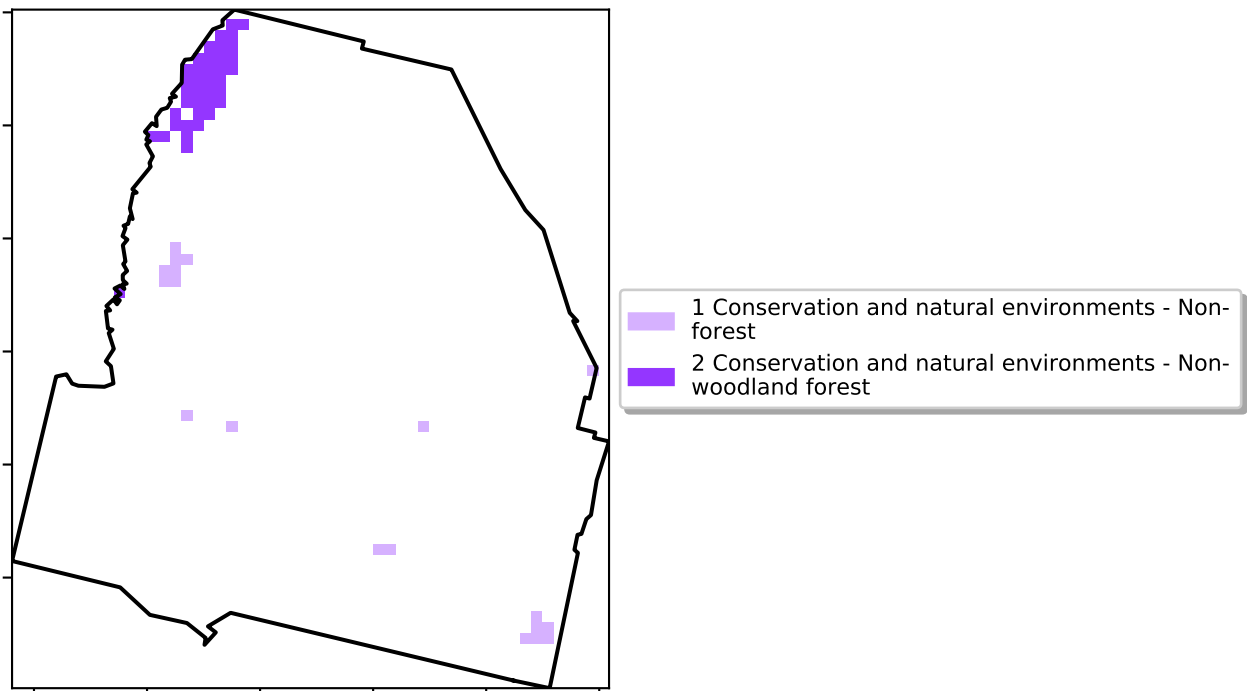 1 Conservation and natural environments - Non-
forest
2 Conservation and natural environments - Non-
woodland forest